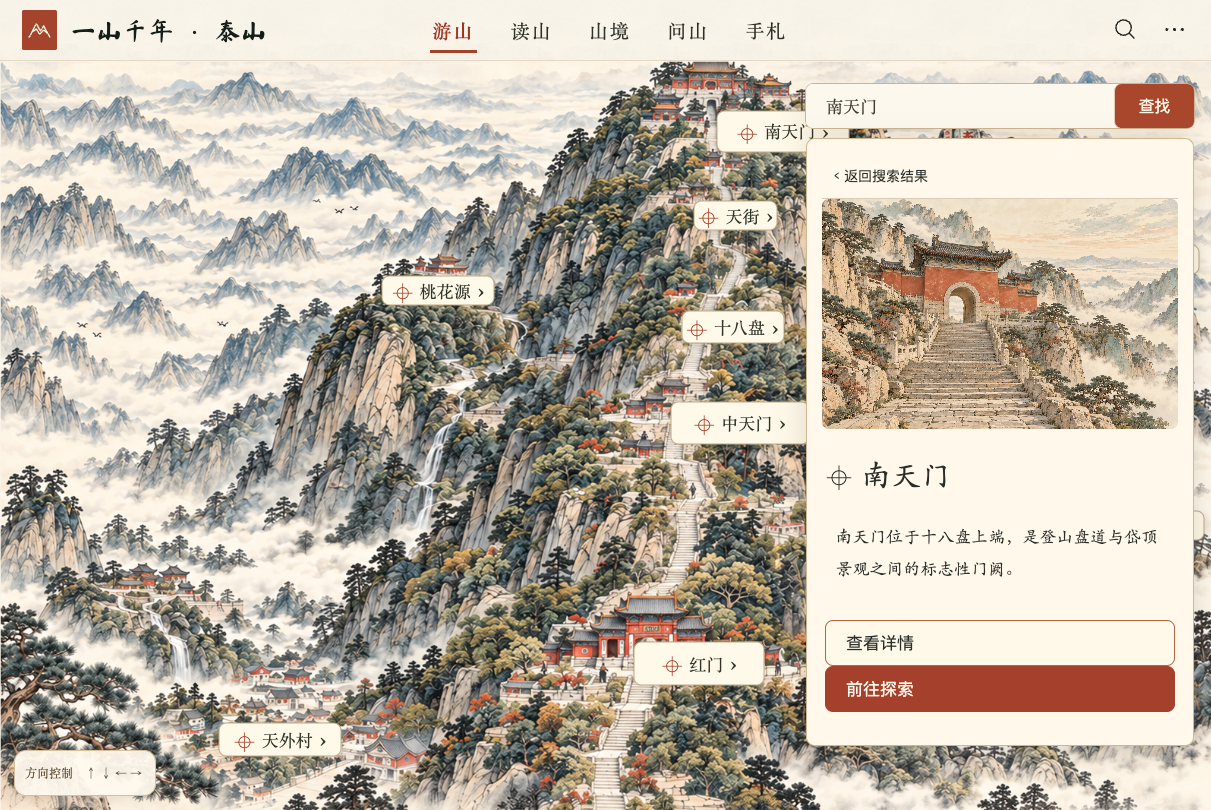 一山千年 · 泰山
游山 读山 山境 问山 手札
南天门 查找
南天门 ›
‹ 返回搜索结果
天街 ›
桃花源 ›
十八盘 ›
中天门 ›
南天门
南天门位于十八盘上端，是登山盘道与岱顶
景观之间的标志性门阙。
查看详情
红门 ›
前往探索
天外村 ›
方向控制 ↑ ↓ ← →